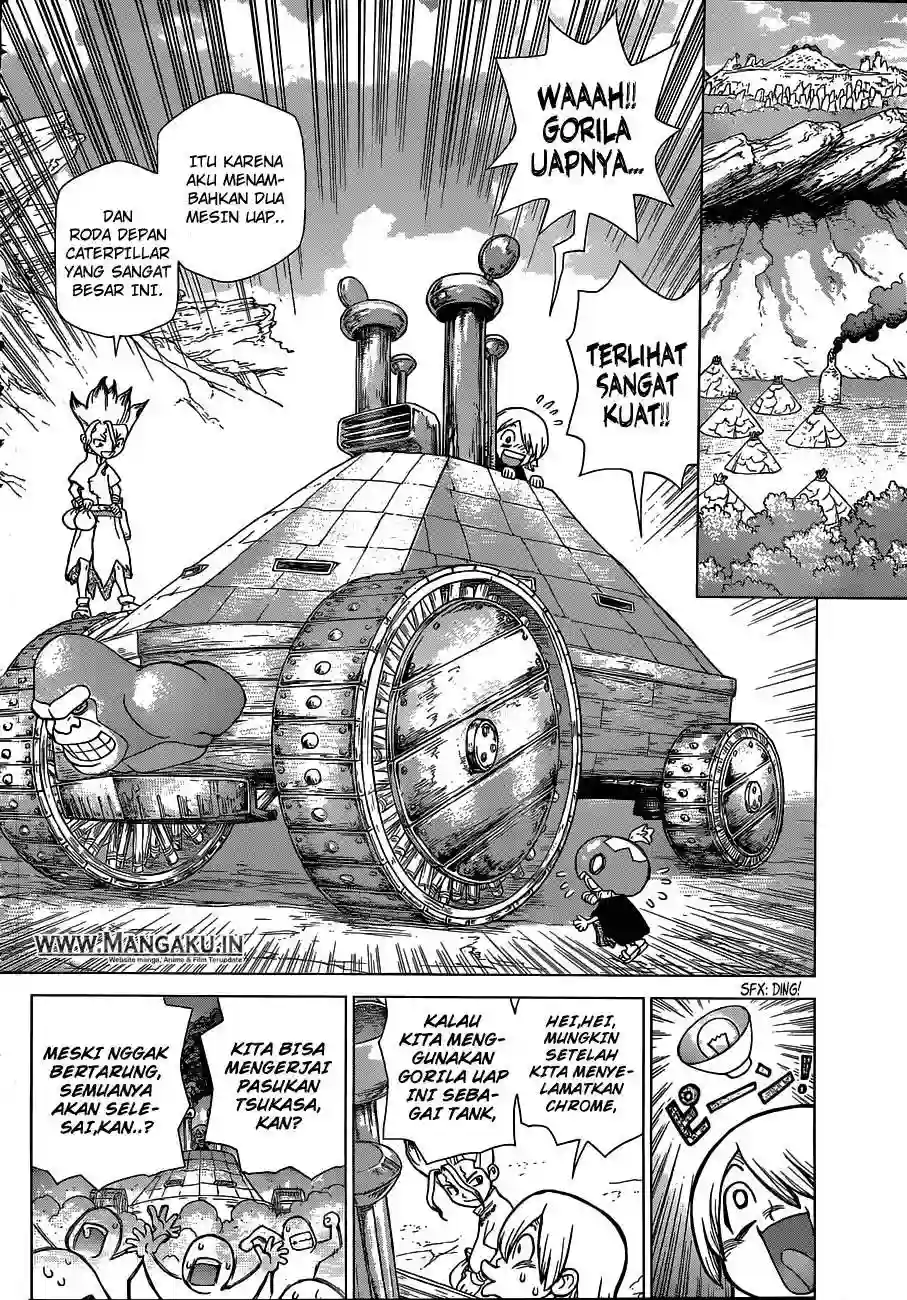 WAAAH!!
GORILA
UAPNYA...
TERLIHAT
SANGAT
KUAT!!
ITU KARENA
AKU MENAM-
BAHKAN DUA
MESIN UAP..
DAN
RODA DEPAN
CATERPILLAR
YANG SANGAT
BESAR INI.
WWW.MANGAKU.IN
Website manga, Anime & Film Terupdate
SFX: DING!
ピーン!
HEI,HEI,
MUNGKIN
SETELAH
KITA MENYE-
LAMATKAN
CHROME,
KALAU
KITA MENG-
GUNAKAN
GORILA UAP
INI SEBA-
GAI TANK,
KITA BISA
MENGERJAI
PASUKAN
TSUKASA,
KAN?
MESKI NGGAK
BERTARUNG,
SEMUANYA
AKAN SELE-
SAI,KAN..?